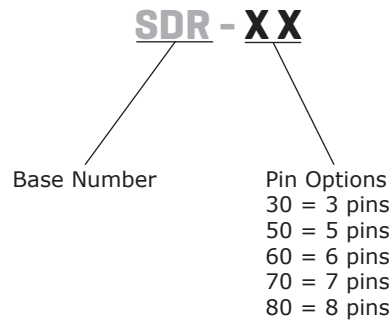 SDR - XX
Base Number
Pin Options
30 = 3 pins
50 = 5 pins
60 = 6 pins
70 = 7 pins
80 = 8 pins